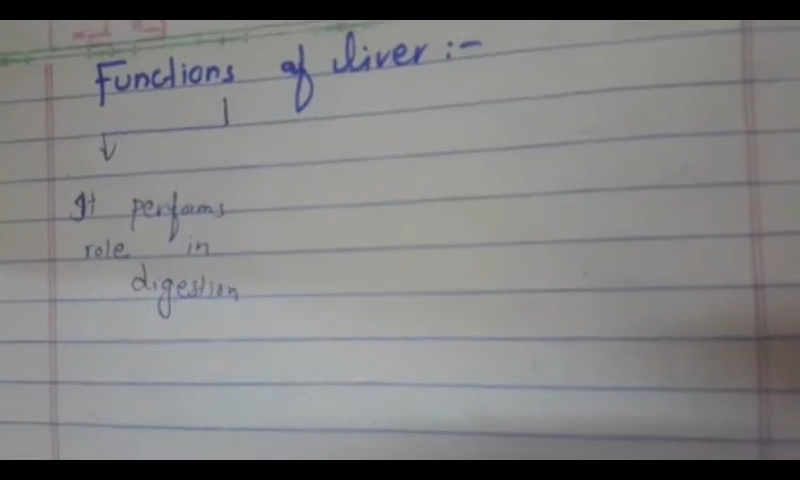 Functions of liver :-
It performs
role in
digestion